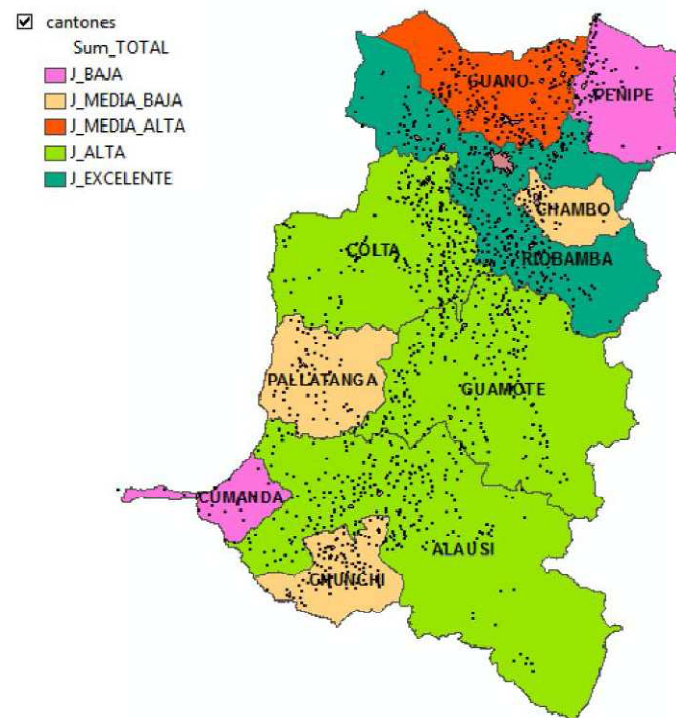 cantones
Sum_TOTAL
J_BAJA
J_MEDIA_BAJA
J_MEDIA_ALTA
J_ALTA
J_EXCELENTE
GUANO
PENIPE
CHAMBO
COLTA
RIOBAMBA
PALLATANGA
GUAMOTE
CUMANDA
ALAUSI
CHUNCHI